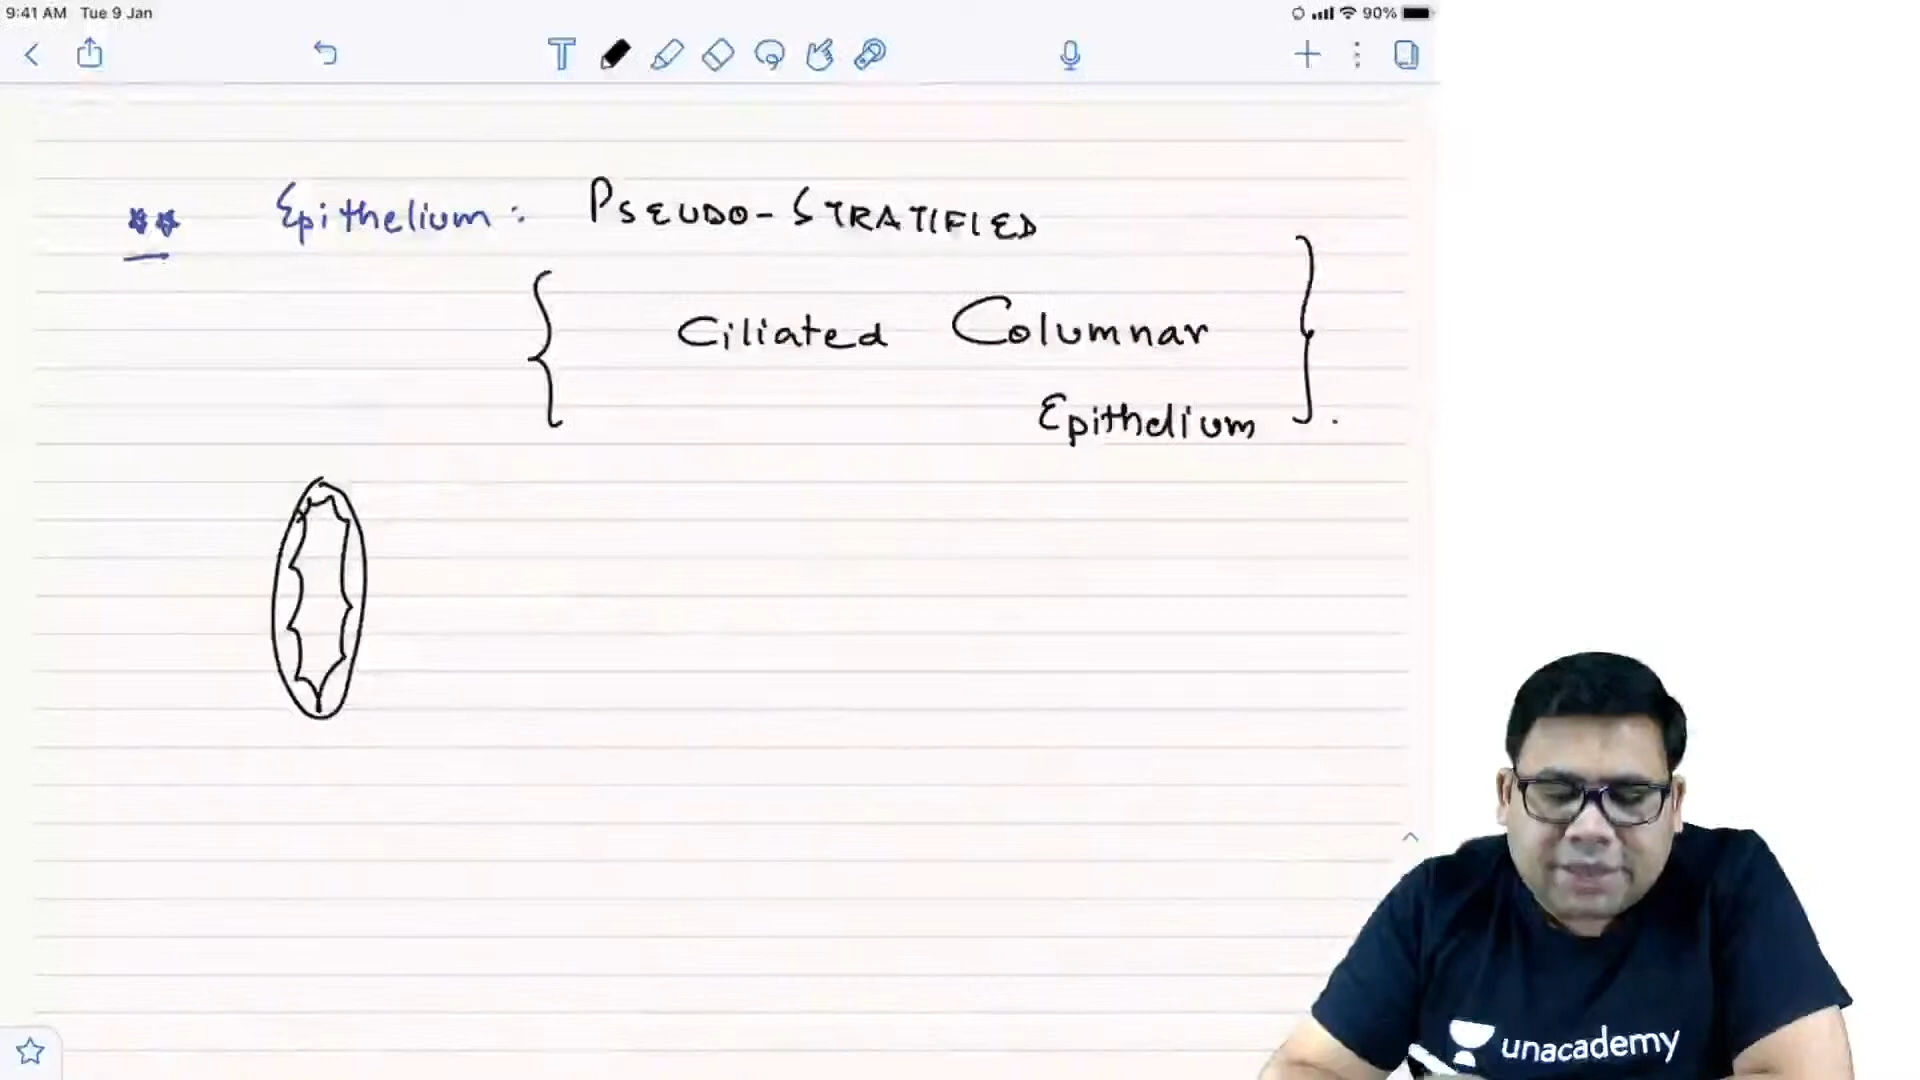 9:41 AM Tue 9 Jan
90%
** Epithelium : PSEUDO-STRATIFIED
Ciliated Columnar
Epithelium
unacademy